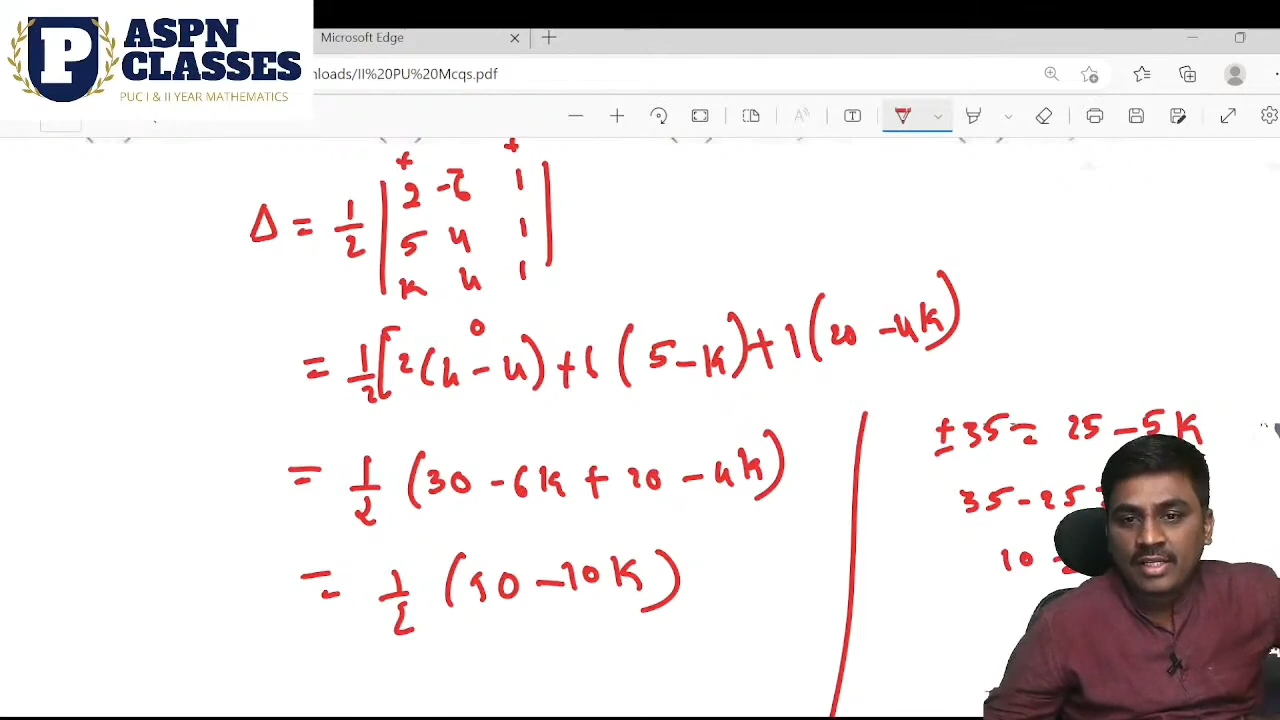 ASPN
CLASSES
PUC I & II YEAR MATHEMATICS
P
Microsoft Edge
nloads/II%20PU%20Mcqs.pdf
+ +
Δ = 1/2 | 2 -6 1 |
| 5 4 1 |
| k 4 1 |
0
= 1/2 [ 2 (4 - 4) + 6 (5 - k) + 1 (20 - 4k)
= 1/2 (30 - 6k + 20 - 4k)
= 1/2 (50 - 10k)
± 35 = 25 - 5k
35 - 25 =
10 =